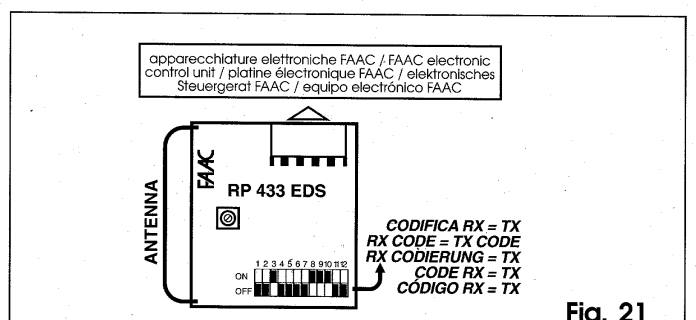 apparecchiature elettroniche FAAC / FAAC electronic
control unit / platine électronique FAAC / elektronisches
Steuergerat FAAC / equipo electrónico FAAC
FAAC
RP 433 EDS
ANTENNA
CODIFICA RX = TX
RX CODE = TX CODE
RX CODIERUNG = TX
CODE RX = TX
CÓDIGO RX = TX
1 2 3 4 5 6 7 8 9 10 11 12
ON
OFF
Fig. 21